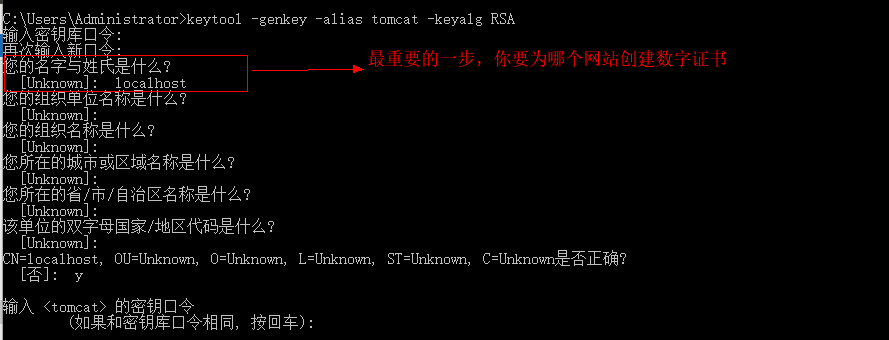 C:\Users\Administrator>keytool -genkey -alias tomcat -keyalg RSA
输入密钥库口令:
再次输入新口令:
您的名字与姓氏是什么?
[Unknown]: localhost
最重要的一步，你要为哪个网站创建数字证书
您的组织单位名称是什么?
[Unknown]:
您的组织名称是什么?
[Unknown]:
您所在的城市或区域名称是什么?
[Unknown]:
您所在的省/市/自治区名称是什么?
[Unknown]:
该单位的双字母国家/地区代码是什么?
[Unknown]:
CN=localhost, OU=Unknown, O=Unknown, L=Unknown, ST=Unknown, C=Unknown是否正确?
[否]: y
输入 <tomcat> 的密钥口令
(如果和密钥库口令相同, 按回车):